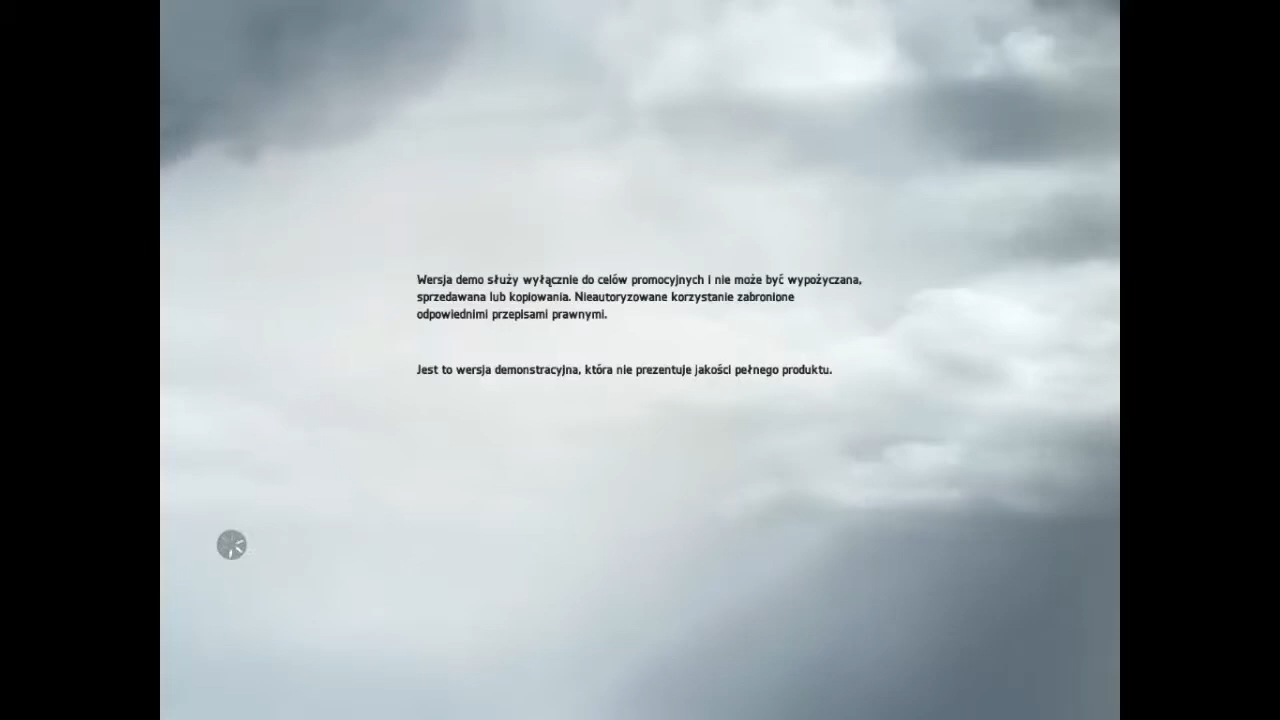 Wersja demo służy wyłącznie do celów promocyjnych i nie może być wypożyczana,
sprzedawana lub kopiowania. Nieautoryzowane korzystanie zabronione
odpowiednimi przepisami prawnymi.
Jest to wersja demonstracyjna, która nie prezentuje jakości pełnego produktu.